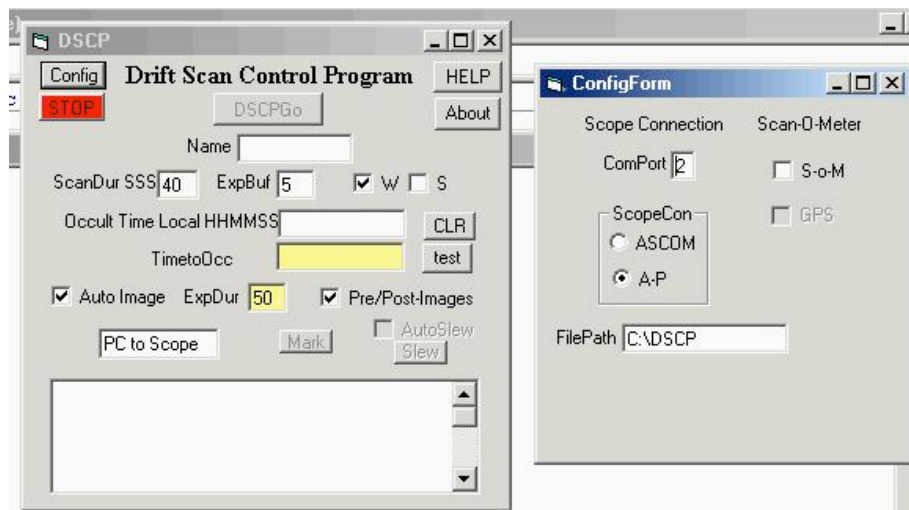 DSCP
Config Drift Scan Control Program HELP
STOP DSCPGo About
Name
ScanDur SSS 40 ExpBuf 5 W S
Occult Time Local HHMMSS CLR
TimetoOcc test
Auto Image ExpDur 50 Pre/Post-Images
PC to Scope Mark AutoSlew
Slew
ConfigForm
Scope Connection Scan-O-Meter
ComPort 2 S-o-M
ScopeCon GPS
ASCOM
A-P
FilePath C:\DSCP